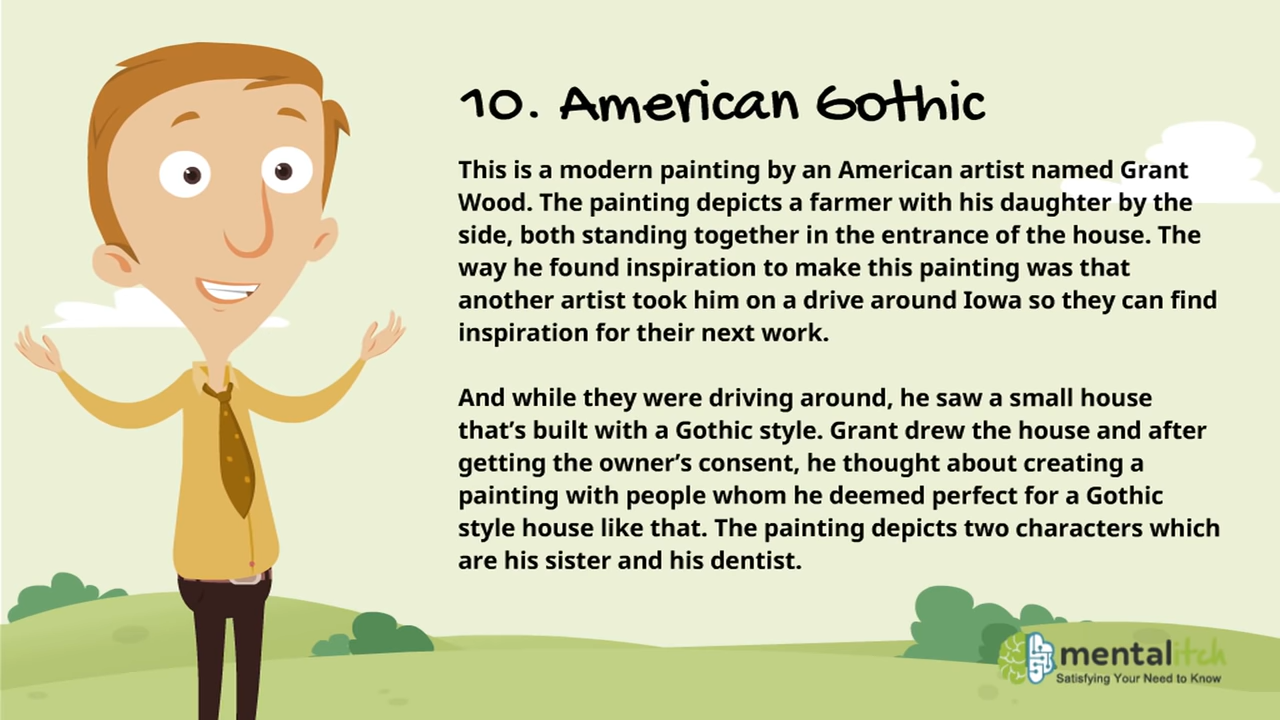 10. American Gothic
This is a modern painting by an American artist named Grant
Wood. The painting depicts a farmer with his daughter by the
side, both standing together in the entrance of the house. The
way he found inspiration to make this painting was that
another artist took him on a drive around Iowa so they can find
inspiration for their next work.
And while they were driving around, he saw a small house
that’s built with a Gothic style. Grant drew the house and after
getting the owner’s consent, he thought about creating a
painting with people whom he deemed perfect for a Gothic
style house like that. The painting depicts two characters which
are his sister and his dentist.
mentalitch
Satisfying Your Need to Know